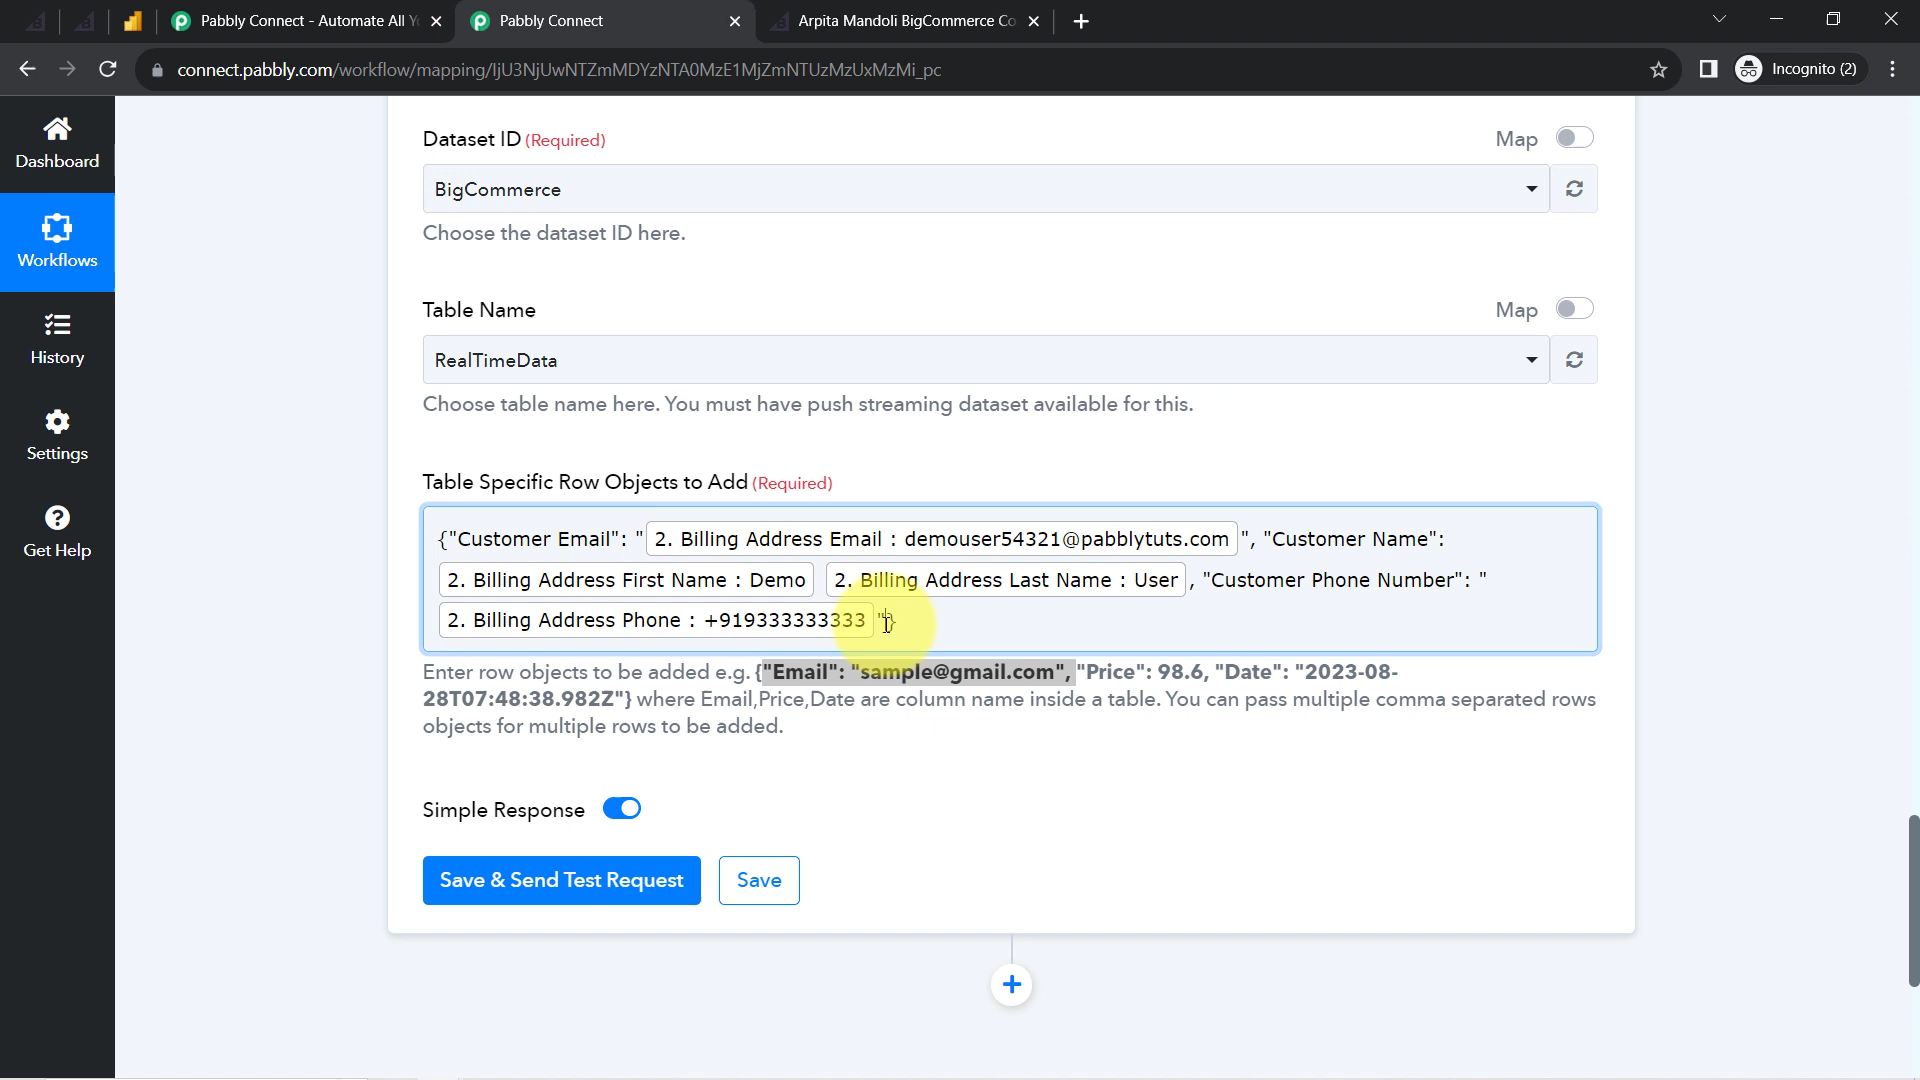 Pabbly Connect - Automate All Y
Pabbly Connect
Arpita Mandoli BigCommerce Co
connect.pabbly.com/workflow/mapping/IjU3NjUwNTZmMDYzNTA0MzE1MjZmNTUzMzUxMzMi_pc
Incognito (2)
Dashboard
Workflows
History
Settings
Get Help
Dataset ID (Required)
Map
BigCommerce
Choose the dataset ID here.
Table Name
Map
RealTimeData
Choose table name here. You must have push streaming dataset available for this.
Table Specific Row Objects to Add (Required)
{"Customer Email": " 2. Billing Address Email : demouser54321@pabblytuts.com ", "Customer Name":
2. Billing Address First Name : Demo 2. Billing Address Last Name : User , "Customer Phone Number": "
2. Billing Address Phone : +919333333333 "}
Enter row objects to be added e.g. {"Email": "sample@gmail.com", "Price": 98.6, "Date": "2023-08-
28T07:48:38.982Z"} where Email,Price,Date are column name inside a table. You can pass multiple comma separated rows
objects for multiple rows to be added.
Simple Response
Save & Send Test Request
Save